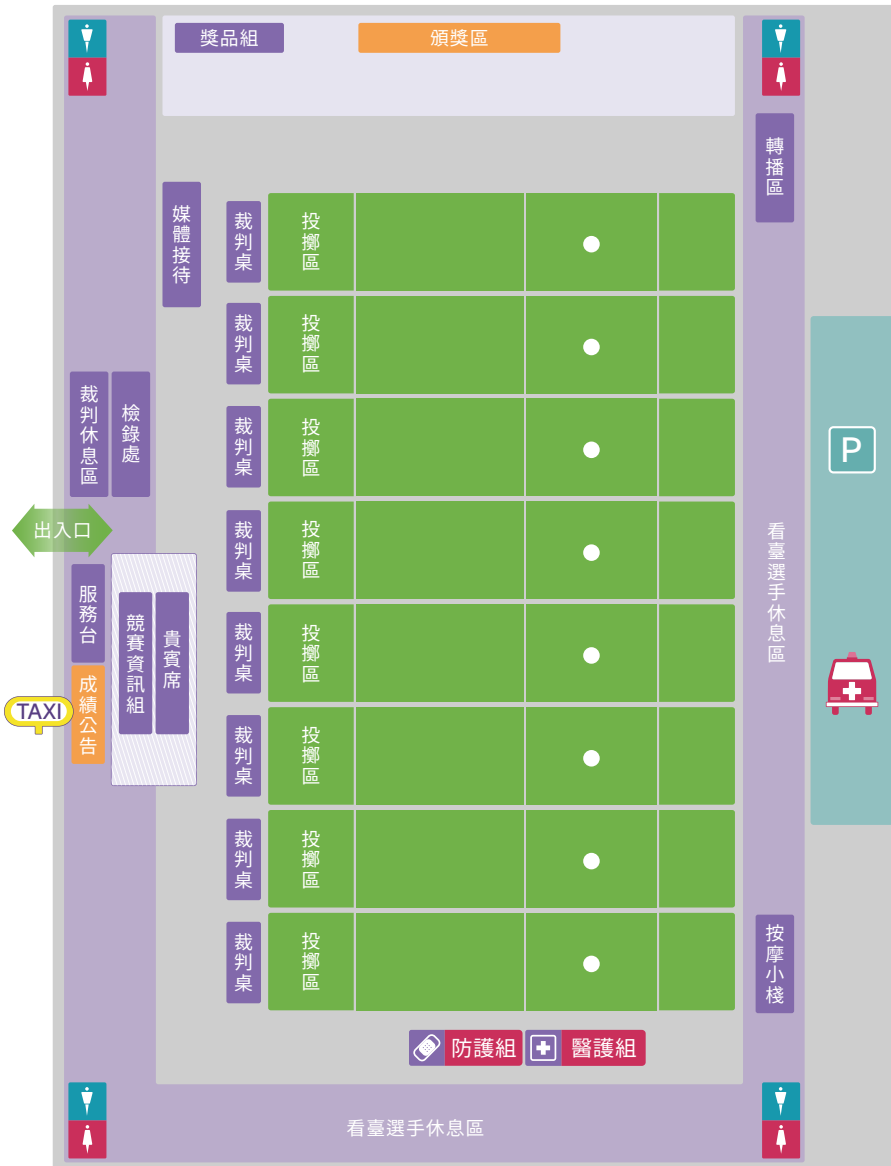 獎品組
頒獎區
轉播區
媒體接待
裁判桌
投擲區
裁判桌
投擲區
裁判桌
投擲區
裁判休息區
檢錄處
P
出入口
裁判桌
投擲區
看臺選手休息區
服務台
競賽資訊組
貴賓席
裁判桌
投擲區
成績公告
TAXI
裁判桌
投擲區
裁判桌
投擲區
裁判桌
投擲區
按摩小棧
防護組
醫護組
看臺選手休息區